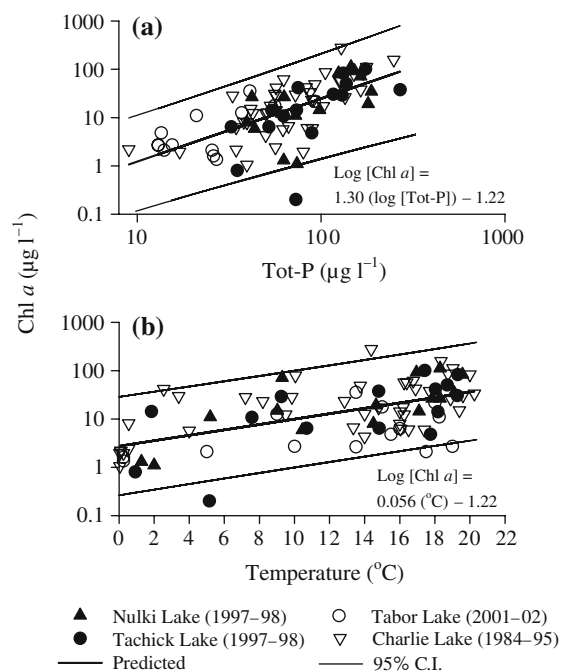 1000
(a)
100
10
1
0.1
Log [Chl a] =
1.30 (log [Tot-P]) – 1.22
10
100
1000
Tot-P (µg l–1)
Chl a (µg l–1)
1000
(b)
100
10
1
0.1
Log [Chl a] =
0.056 (oC) – 1.22
0 2 4 6 8 10 12 14 16 18 20 22
Temperature (oC)
Nulki Lake (1997–98)
Tabor Lake (2001–02)
Tachick Lake (1997-98)
Charlie Lake (1984-95)
Predicted
95% C.I.